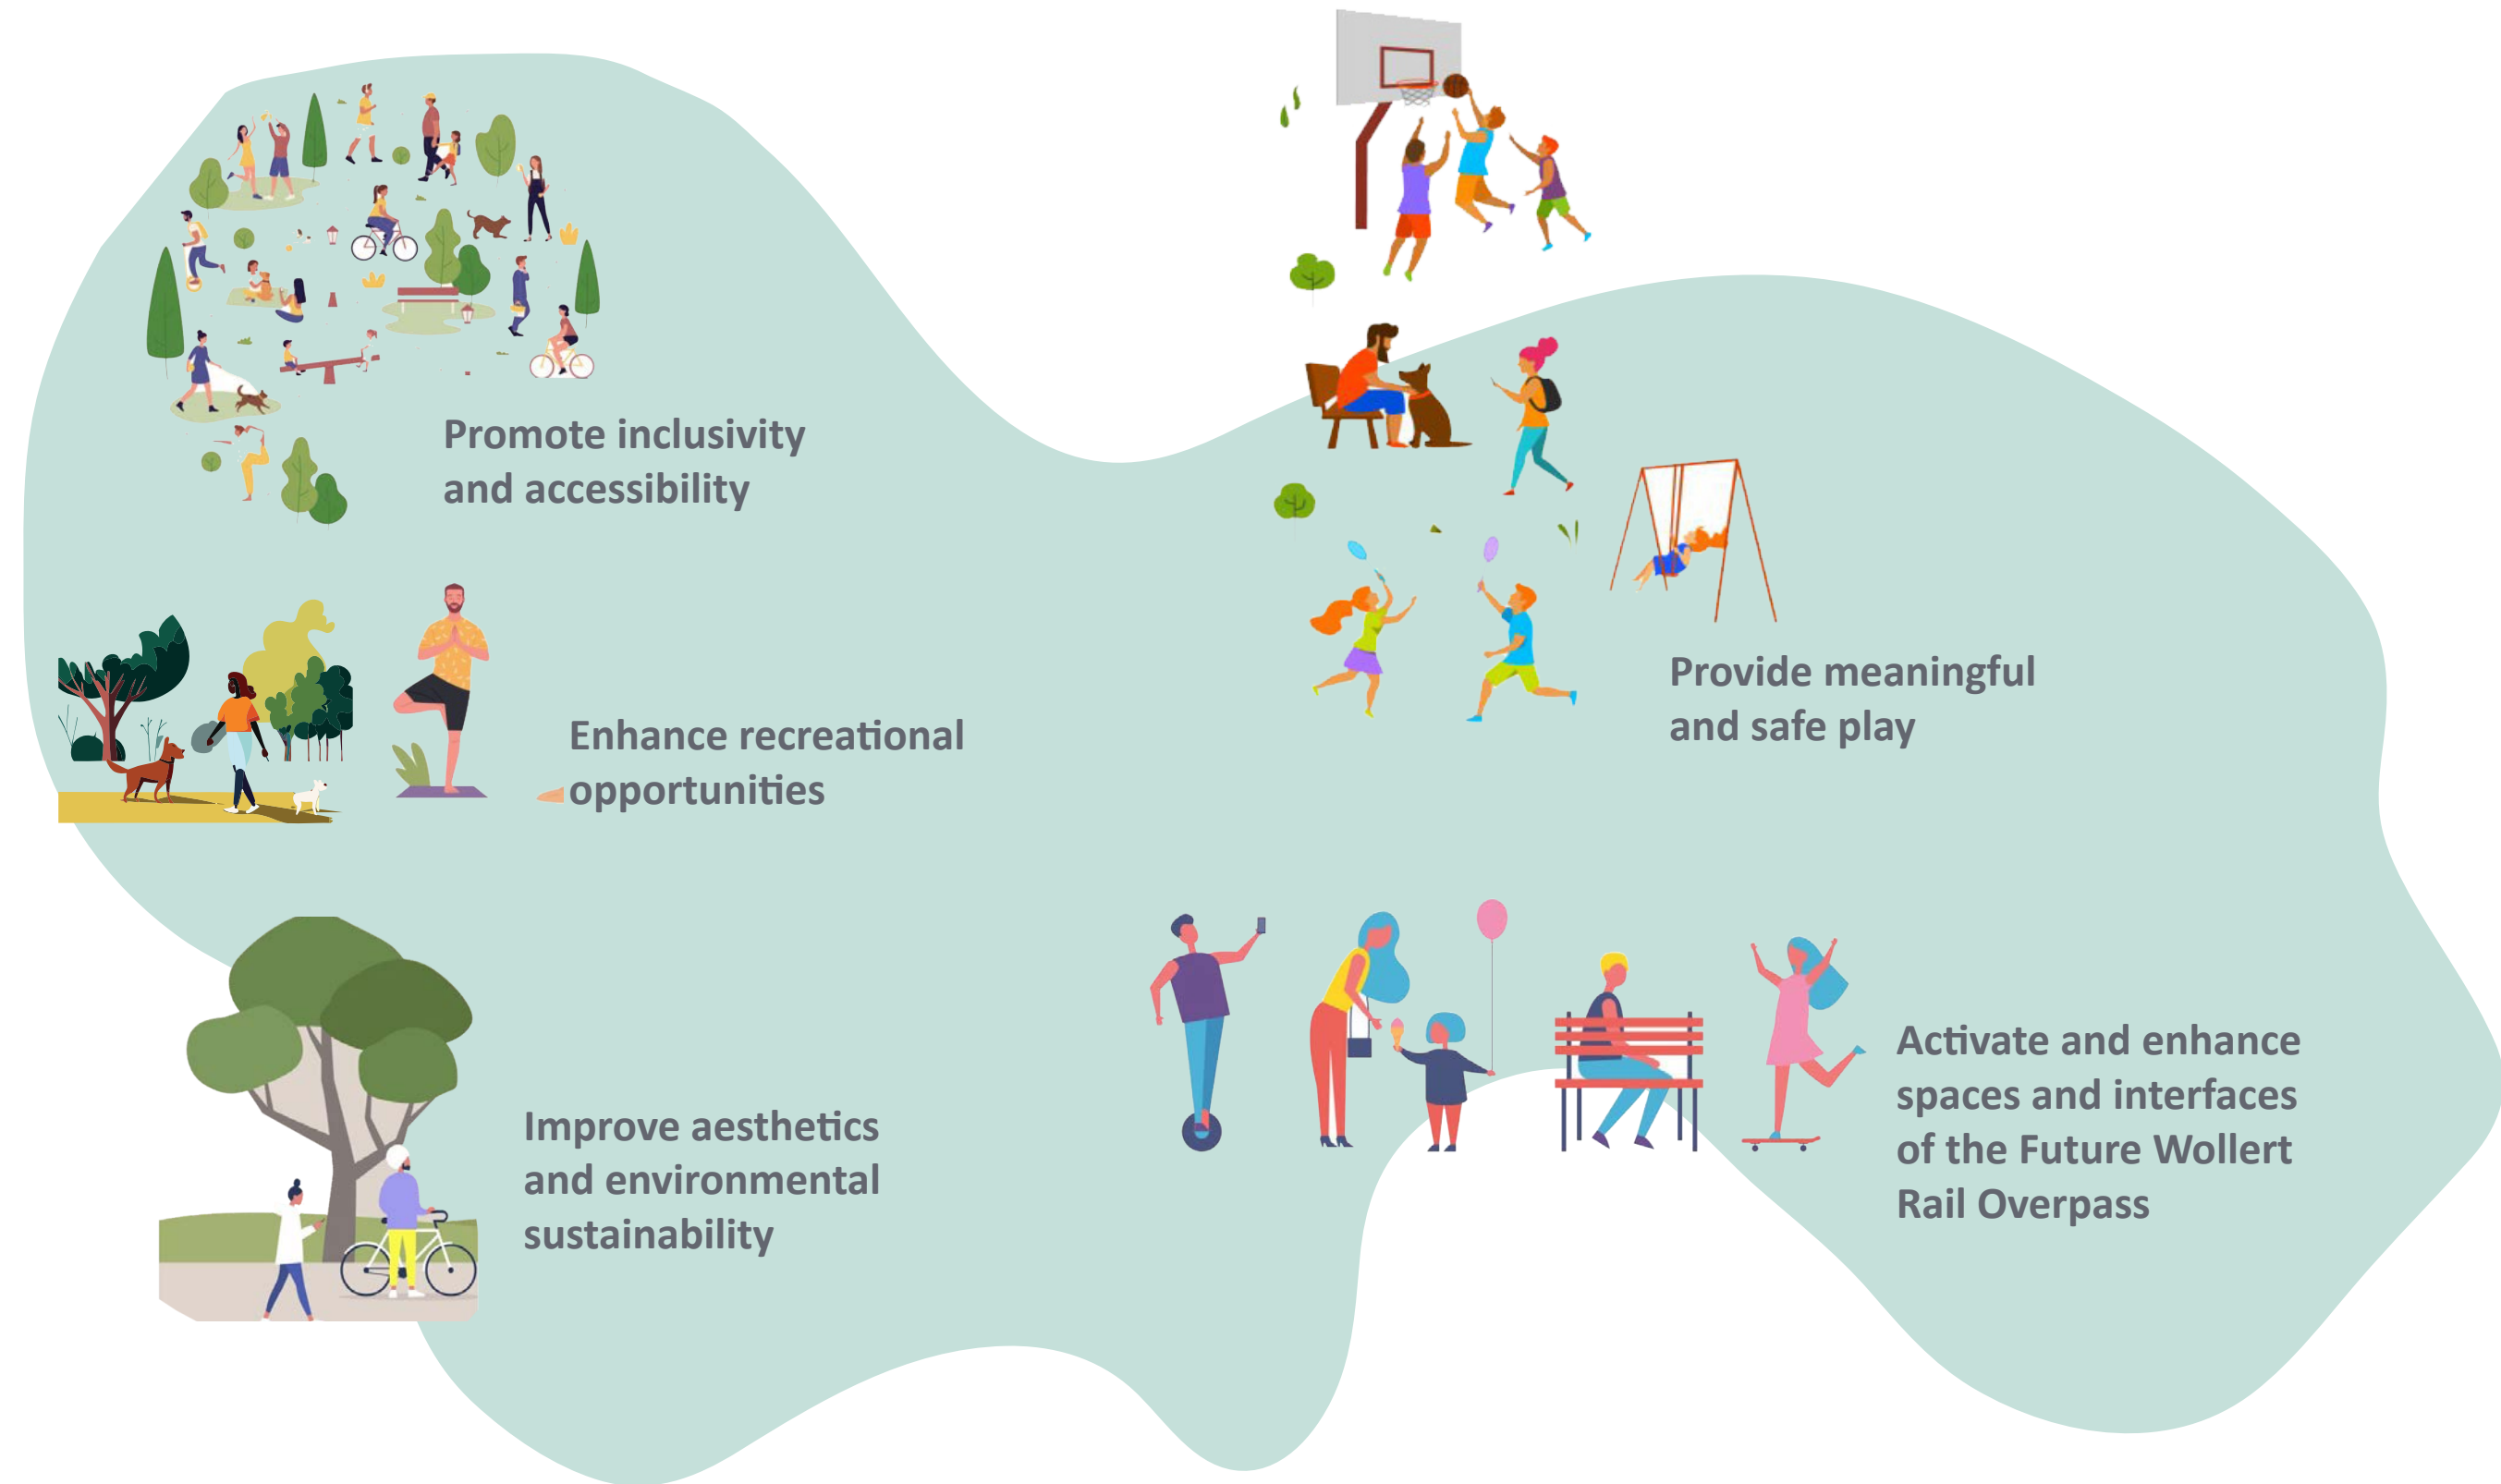 Promote inclusivity
and accessibility
Enhance recreational
opportunities
Provide meaningful
and safe play
Improve aesthetics
and environmental
sustainability
Activate and enhance
spaces and interfaces
of the Future Wollert
Rail Overpass